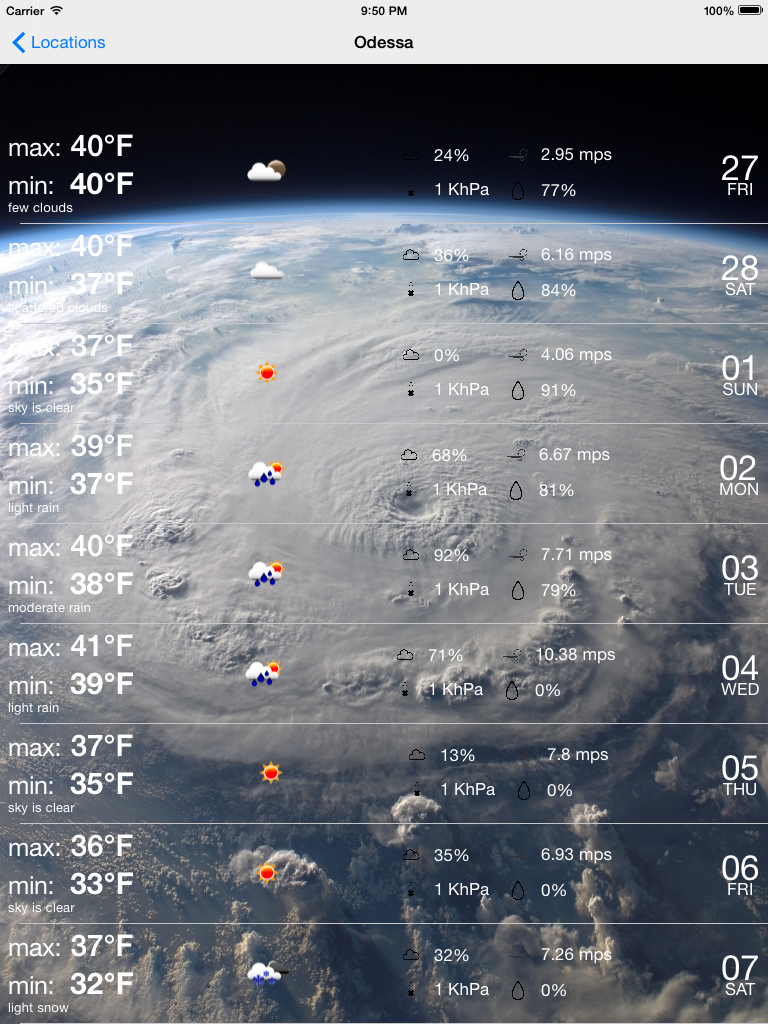 Carrier 9:50 PM 100%
Locations Odessa
max: 40°F
min: 40°F
few clouds
24% 2.95 mps
1 KhPa 77%
27
FRI
max: 40°F
min: 37°F
scattered clouds
36% 6.16 mps
1 KhPa 84%
28
SAT
max: 37°F
min: 35°F
sky is clear
0% 4.06 mps
1 KhPa 91%
01
SUN
max: 39°F
min: 37°F
light rain
68% 6.67 mps
1 KhPa 81%
02
MON
max: 40°F
min: 38°F
moderate rain
92% 7.71 mps
1 KhPa 79%
03
TUE
max: 41°F
min: 39°F
light rain
71% 10.38 mps
1 KhPa 0%
04
WED
max: 37°F
min: 35°F
sky is clear
13% 7.8 mps
1 KhPa 0%
05
THU
max: 36°F
min: 33°F
sky is clear
35% 6.93 mps
1 KhPa 0%
06
FRI
max: 37°F
min: 32°F
light snow
32% 7.26 mps
1 KhPa 0%
07
SAT